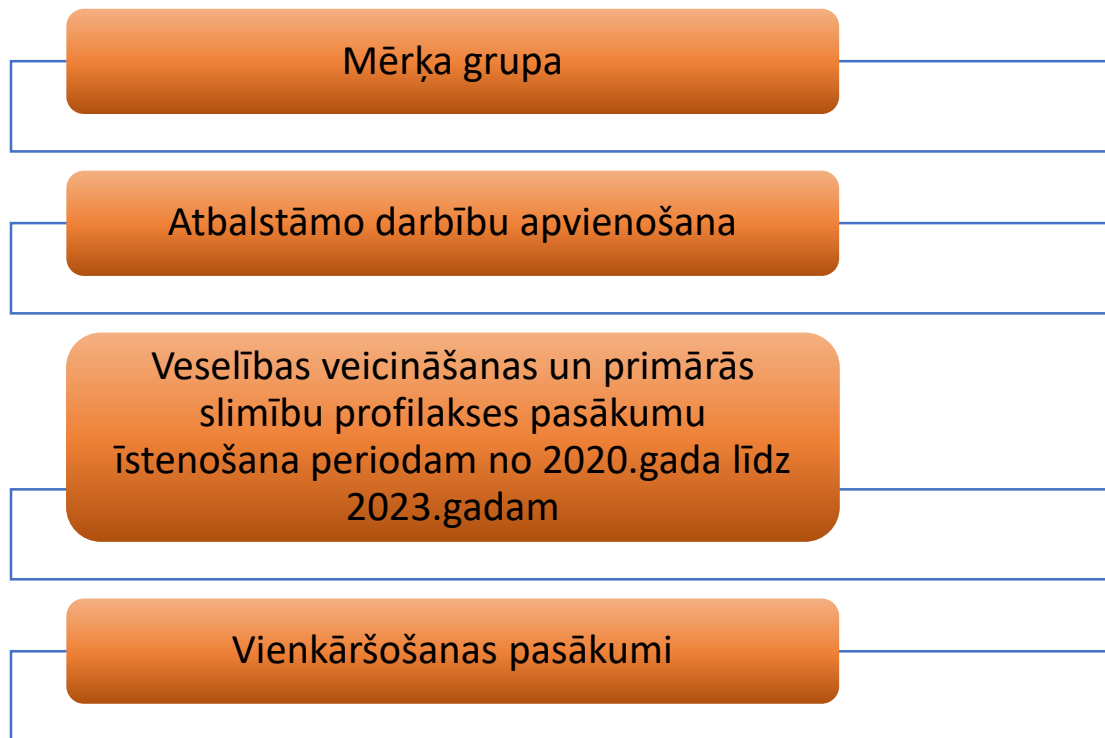 Mērķa grupa
Atbalstāmo darbību apvienošana
Veselības veicināšanas un primārās
slimību profilakses pasākumu
īstenošana periodam no 2020.gada līdz
2023.gadam
Vienkāršošanas pasākumi